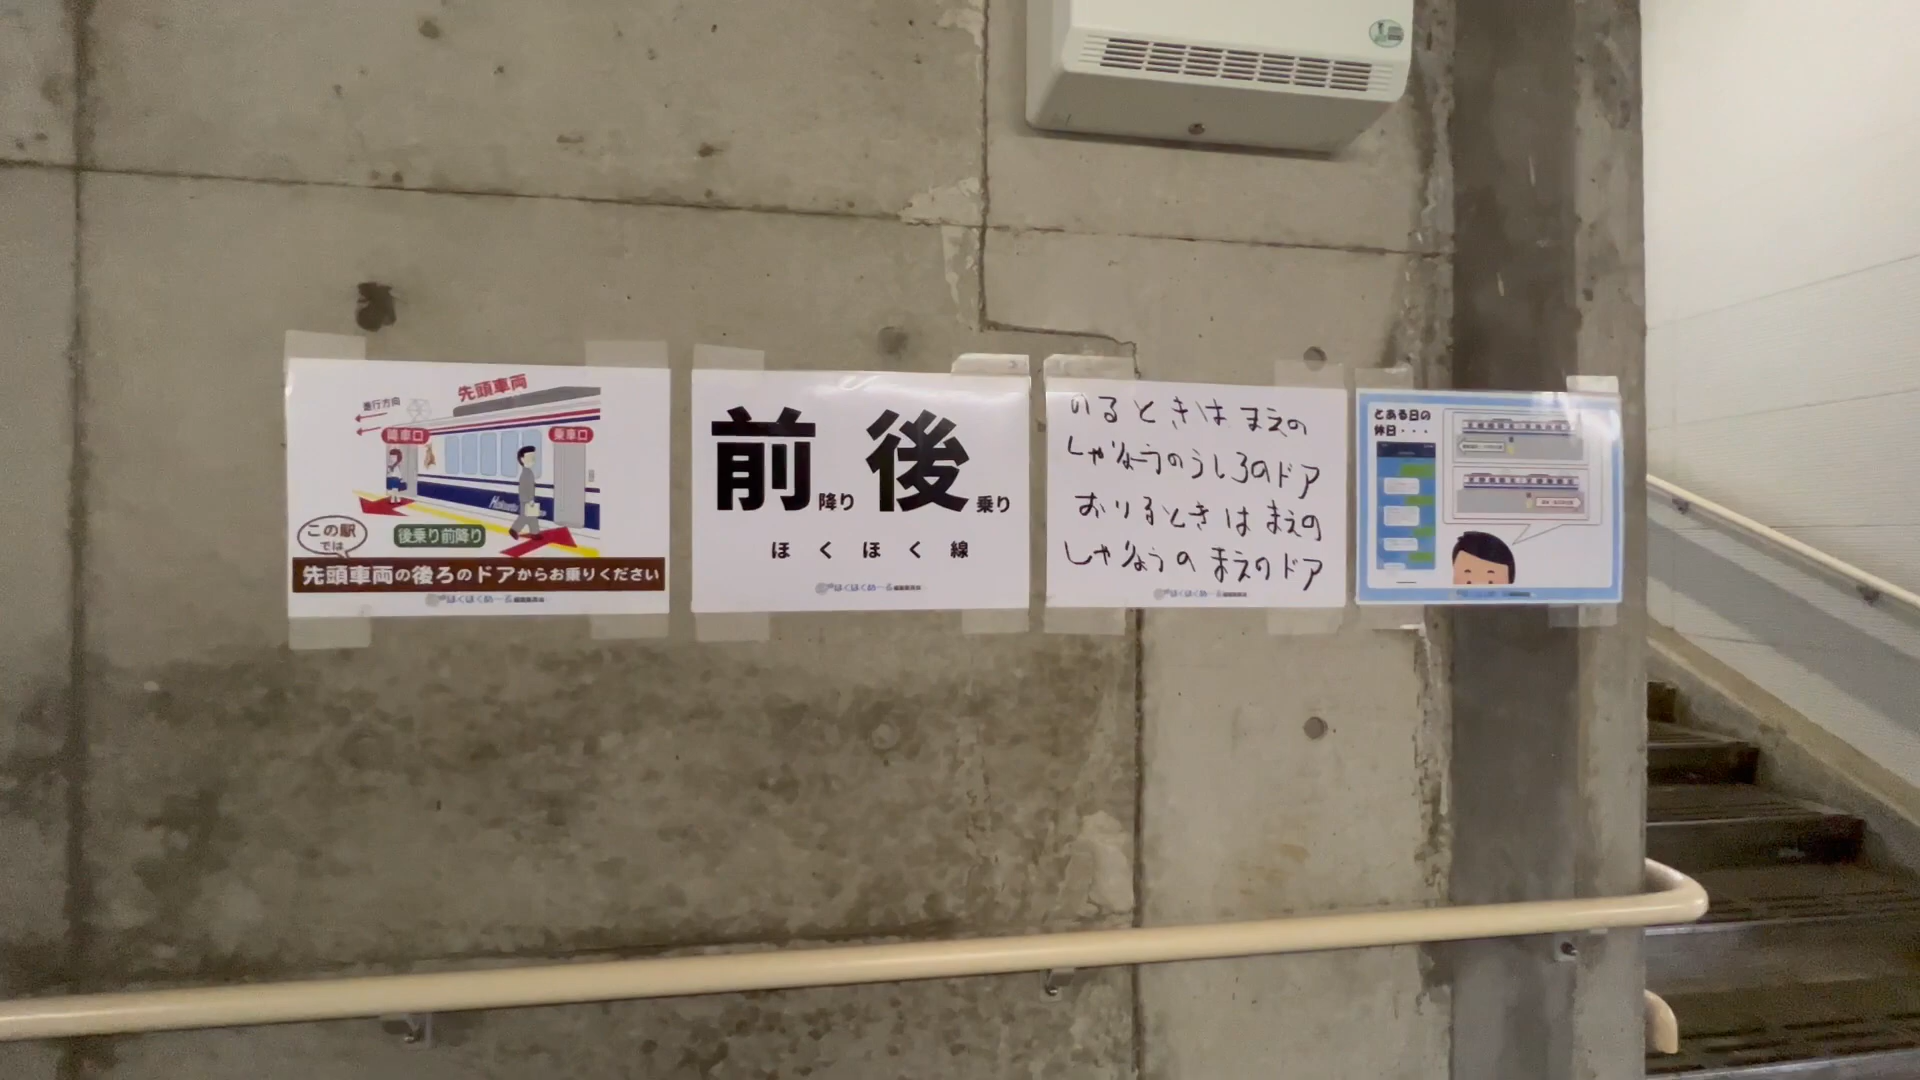 先頭車両
進行方向
降車口
乗車口
Hokuhoku
この駅
では
後乗り前降り
先頭車両の後ろのドアからお乗りください
前降り後乗り
ほくほく線
のるときはまえの
しゃりょうのうしろのドア
おりるときはまえの
しゃりょうのまえのドア
とある日の
休日・・・